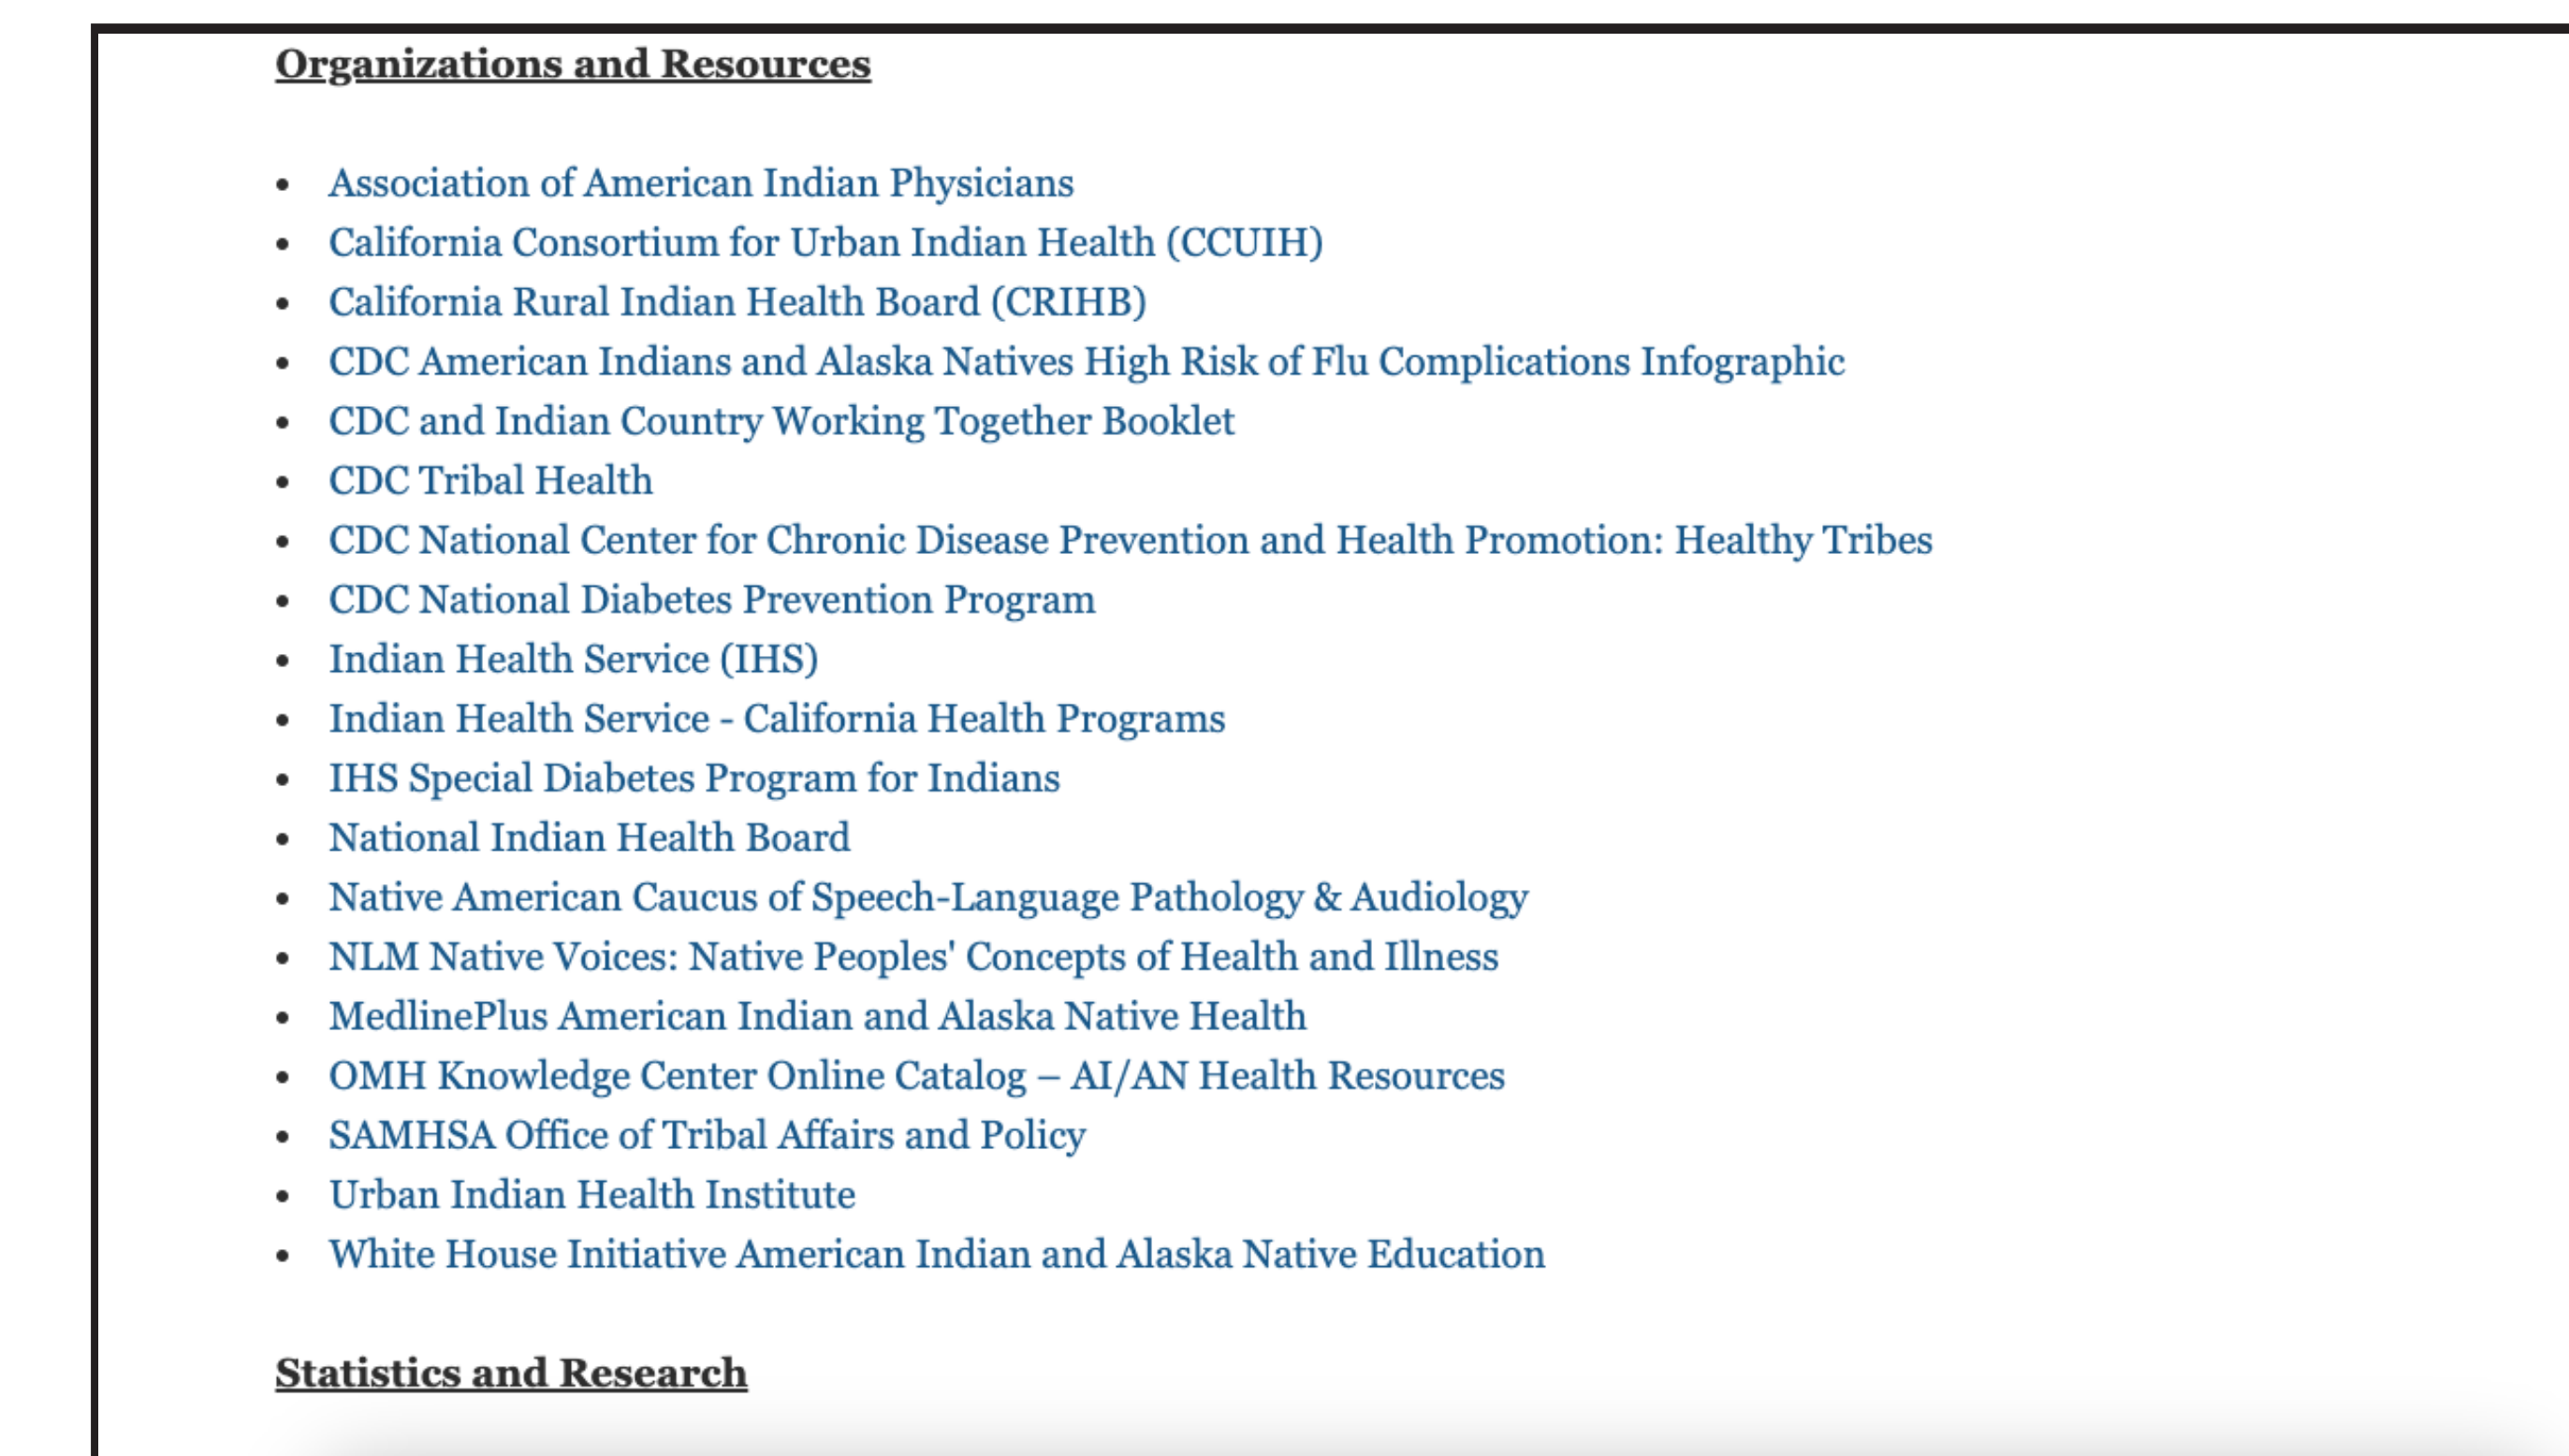 Organizations and Resources
• Association of American Indian Physicians
• California Consortium for Urban Indian Health (CCUIH)
• California Rural Indian Health Board (CRIHB)
• CDC American Indians and Alaska Natives High Risk of Flu Complications Infographic
• CDC and Indian Country Working Together Booklet
• CDC Tribal Health
• CDC National Center for Chronic Disease Prevention and Health Promotion: Healthy Tribes
• CDC National Diabetes Prevention Program
• Indian Health Service (IHS)
• Indian Health Service - California Health Programs
• IHS Special Diabetes Program for Indians
• National Indian Health Board
• Native American Caucus of Speech-Language Pathology & Audiology
• NLM Native Voices: Native Peoples' Concepts of Health and Illness
• MedlinePlus American Indian and Alaska Native Health
• OMH Knowledge Center Online Catalog – AI/AN Health Resources
• SAMHSA Office of Tribal Affairs and Policy
• Urban Indian Health Institute
• White House Initiative American Indian and Alaska Native Education
Statistics and Research